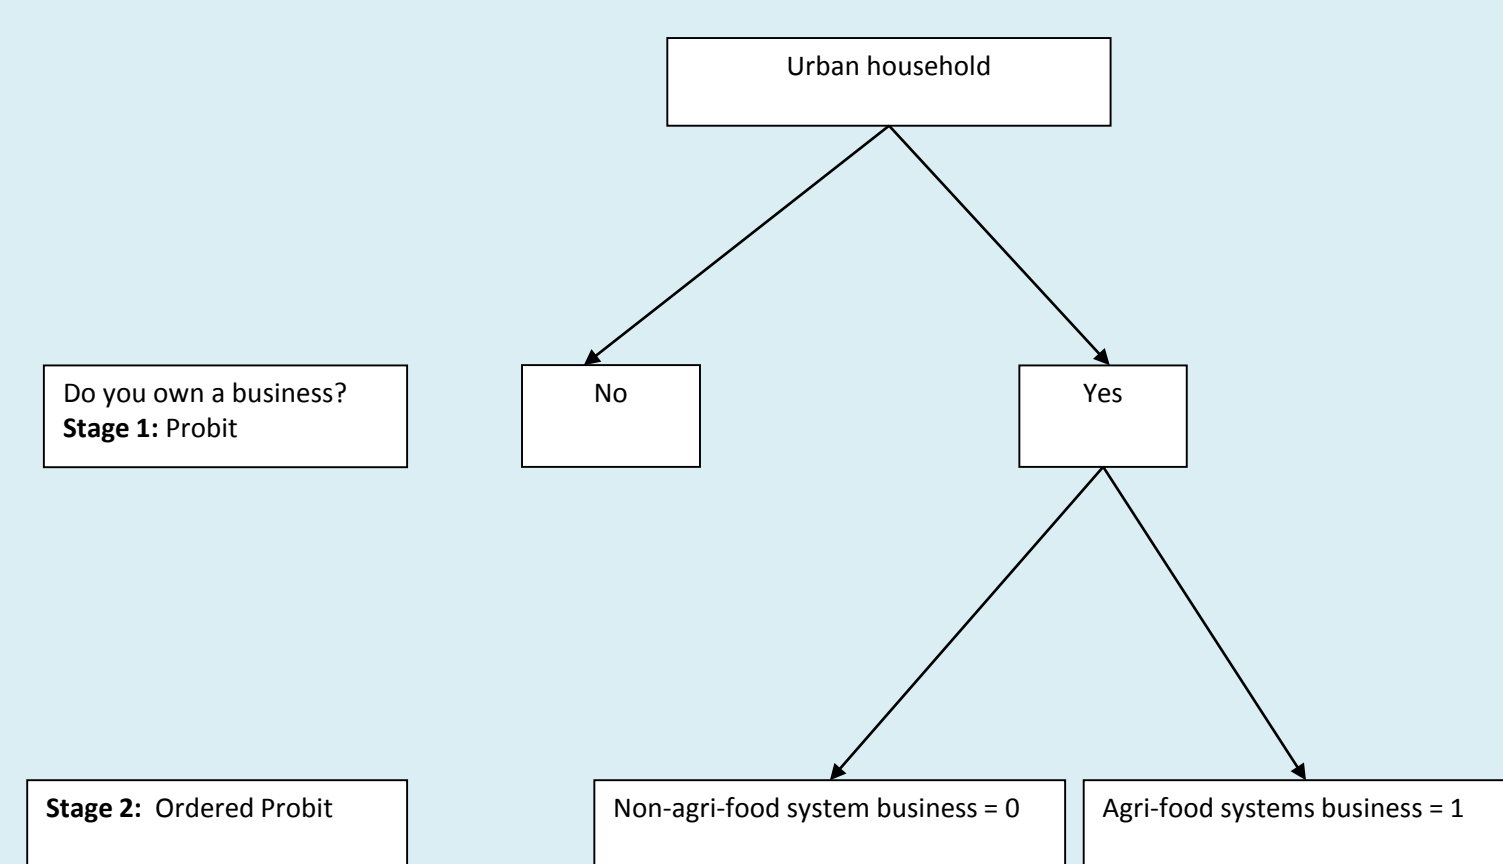 Urban household
Do you own a business?
Stage 1: Probit
No
Yes
Stage 2: Ordered Probit
Non-agri-food system business = 0
Agri-food systems business = 1